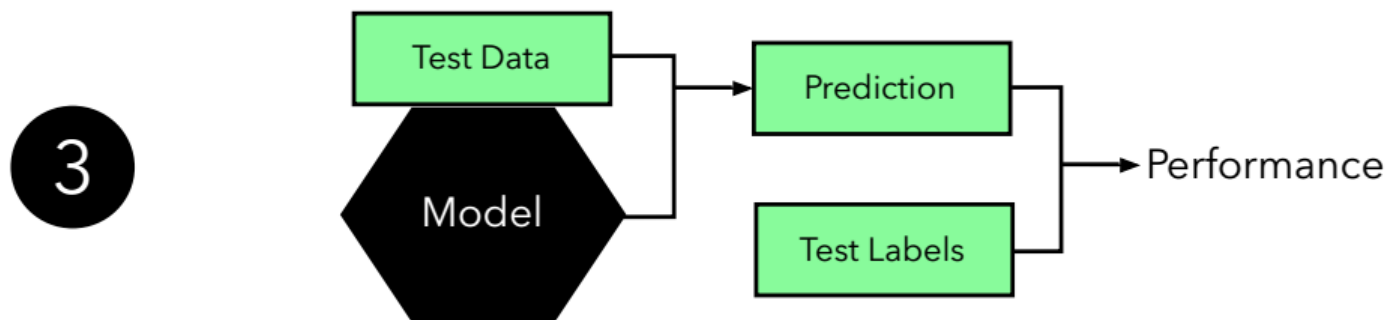 3
Test Data
Model
Prediction
Test Labels
Performance